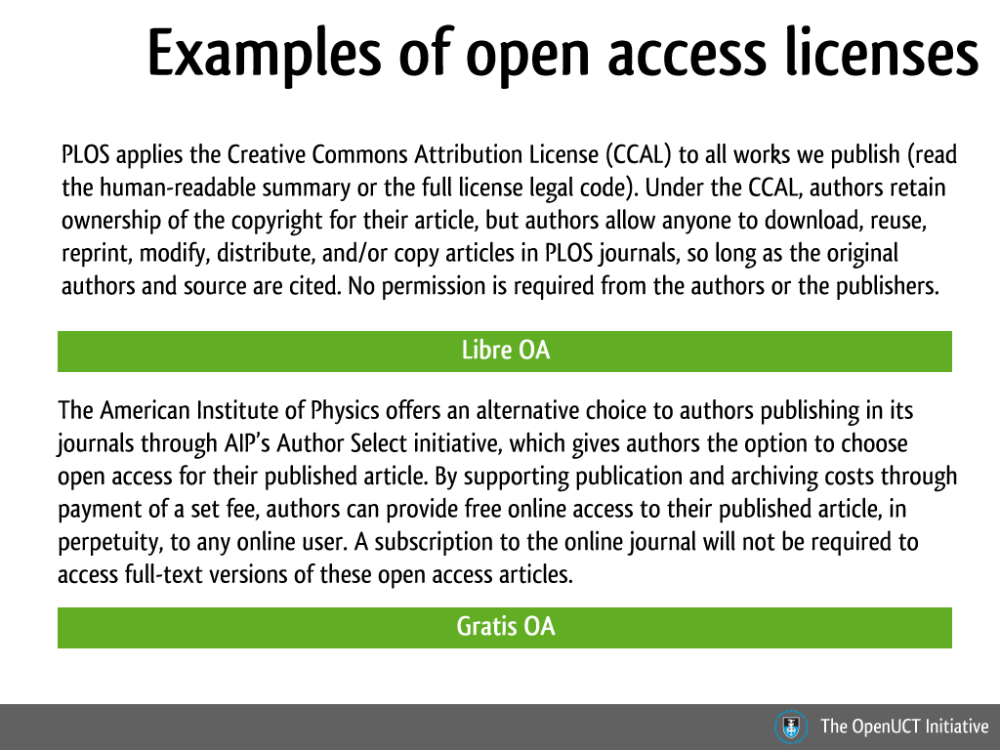 Examples of open access licenses
PLOS applies the Creative Commons Attribution License (CCAL) to all works we publish (read
the human-readable summary or the full license legal code). Under the CCAL, authors retain
ownership of the copyright for their article, but authors allow anyone to download, reuse,
reprint, modify, distribute, and/or copy articles in PLOS journals, so long as the original
authors and source are cited. No permission is required from the authors or the publishers.
Libre OA
The American Institute of Physics offers an alternative choice to authors publishing in its
journals through AIP’s Author Select initiative, which gives authors the option to choose
open access for their published article. By supporting publication and archiving costs through
payment of a set fee, authors can provide free online access to their published article, in
perpetuity, to any online user. A subscription to the online journal will not be required to
access full-text versions of these open access articles.
Gratis OA
The OpenUCT Initiative